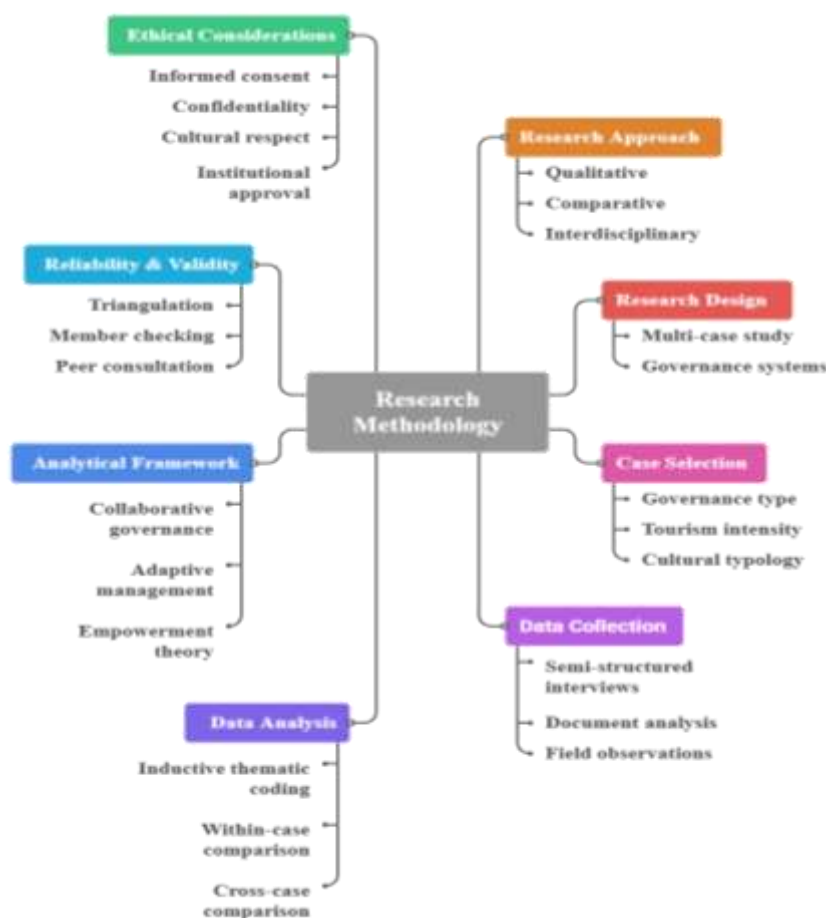 Research
Methodology
Ethical Considerations
Informed consent
Confidentiality
Cultural respect
Institutional
approval
Reliability & Validity
Triangulation
Member checking
Peer consultation
Analytical Framework
Collaborative
governance
Adaptive
management
Empowerment
theory
Data Analysis
Inductive thematic
coding
Within-case
comparison
Cross-case
comparison
Research Approach
Qualitative
Comparative
Interdisciplinary
Research Design
Multi-case study
Governance systems
Case Selection
Governance type
Tourism intensity
Cultural typology
Data Collection
Semi-structured
interviews
Document analysis
Field observations